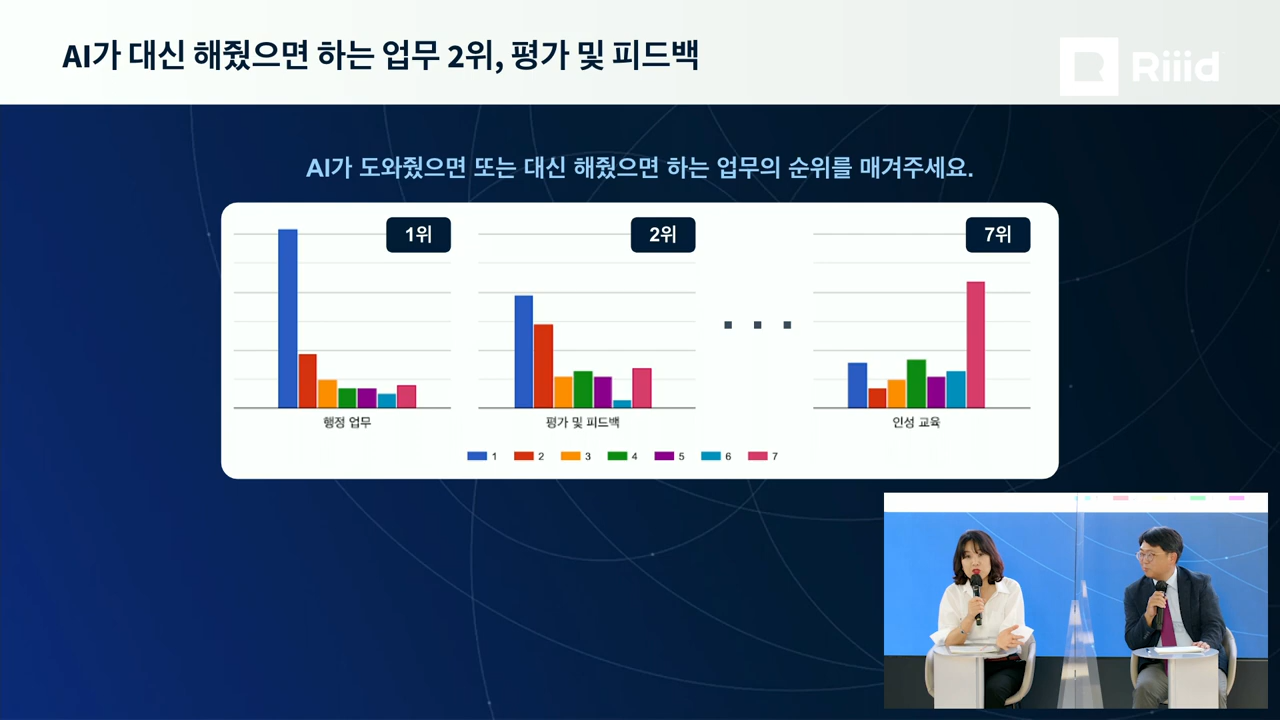 AI가 대신 해줬으면 하는 업무 2위, 평가 및 피드백
Riiid
AI가 도와줬으면 또는 대신 해줬으면 하는 업무의 순위를 매겨주세요.
1위
2위
7위
행정 업무
평가 및 피드백
인성 교육
1 2 3 4 5 6 7